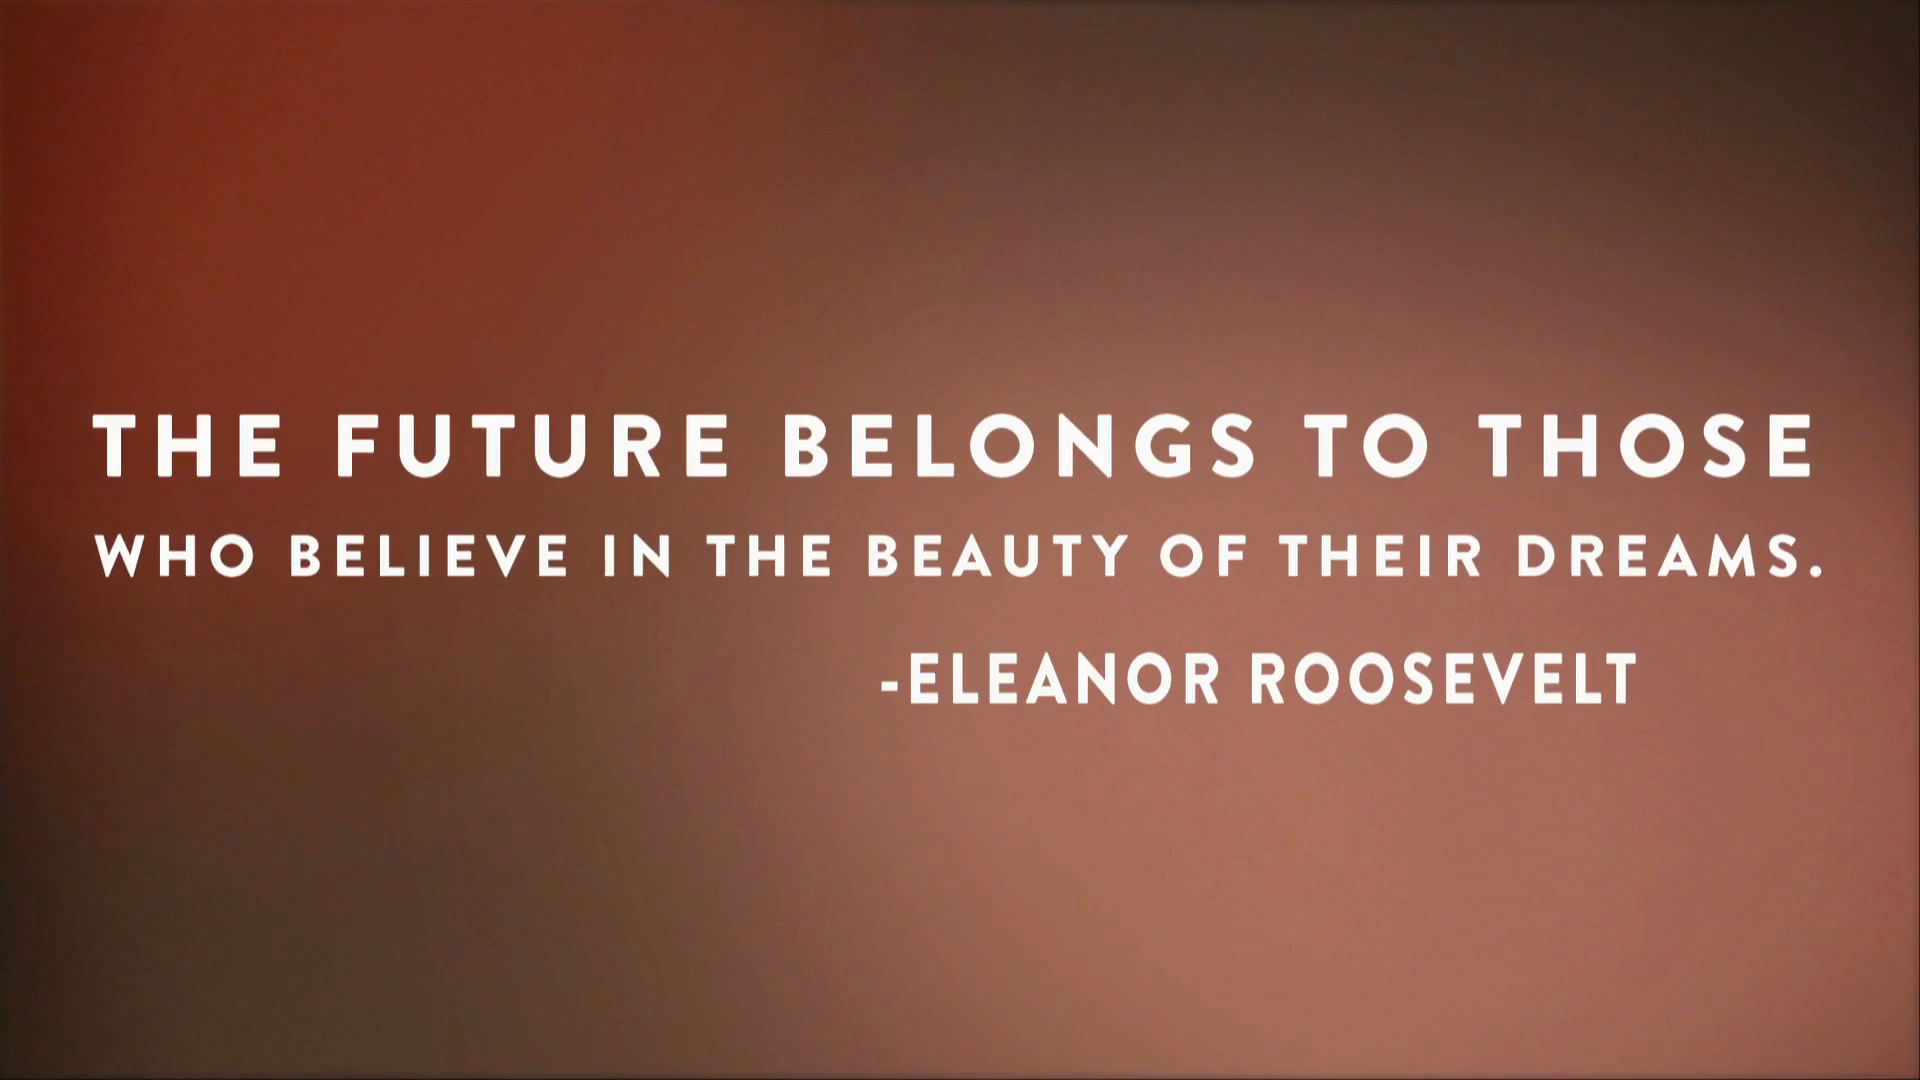 THE FUTURE BELONGS TO THOSE
WHO BELIEVE IN THE BEAUTY OF THEIR DREAMS.
-ELEANOR ROOSEVELT